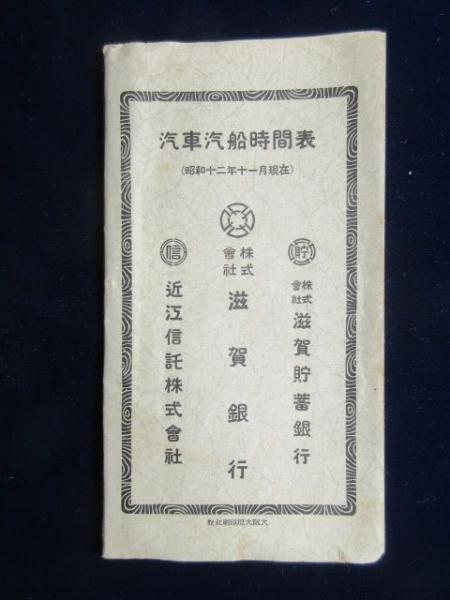 汽車汽船時間表
(昭和十二年十一月現在)
貯
株式會社 滋賀貯蓄銀行
株式會社 滋賀銀行
信
近江信託株式會社